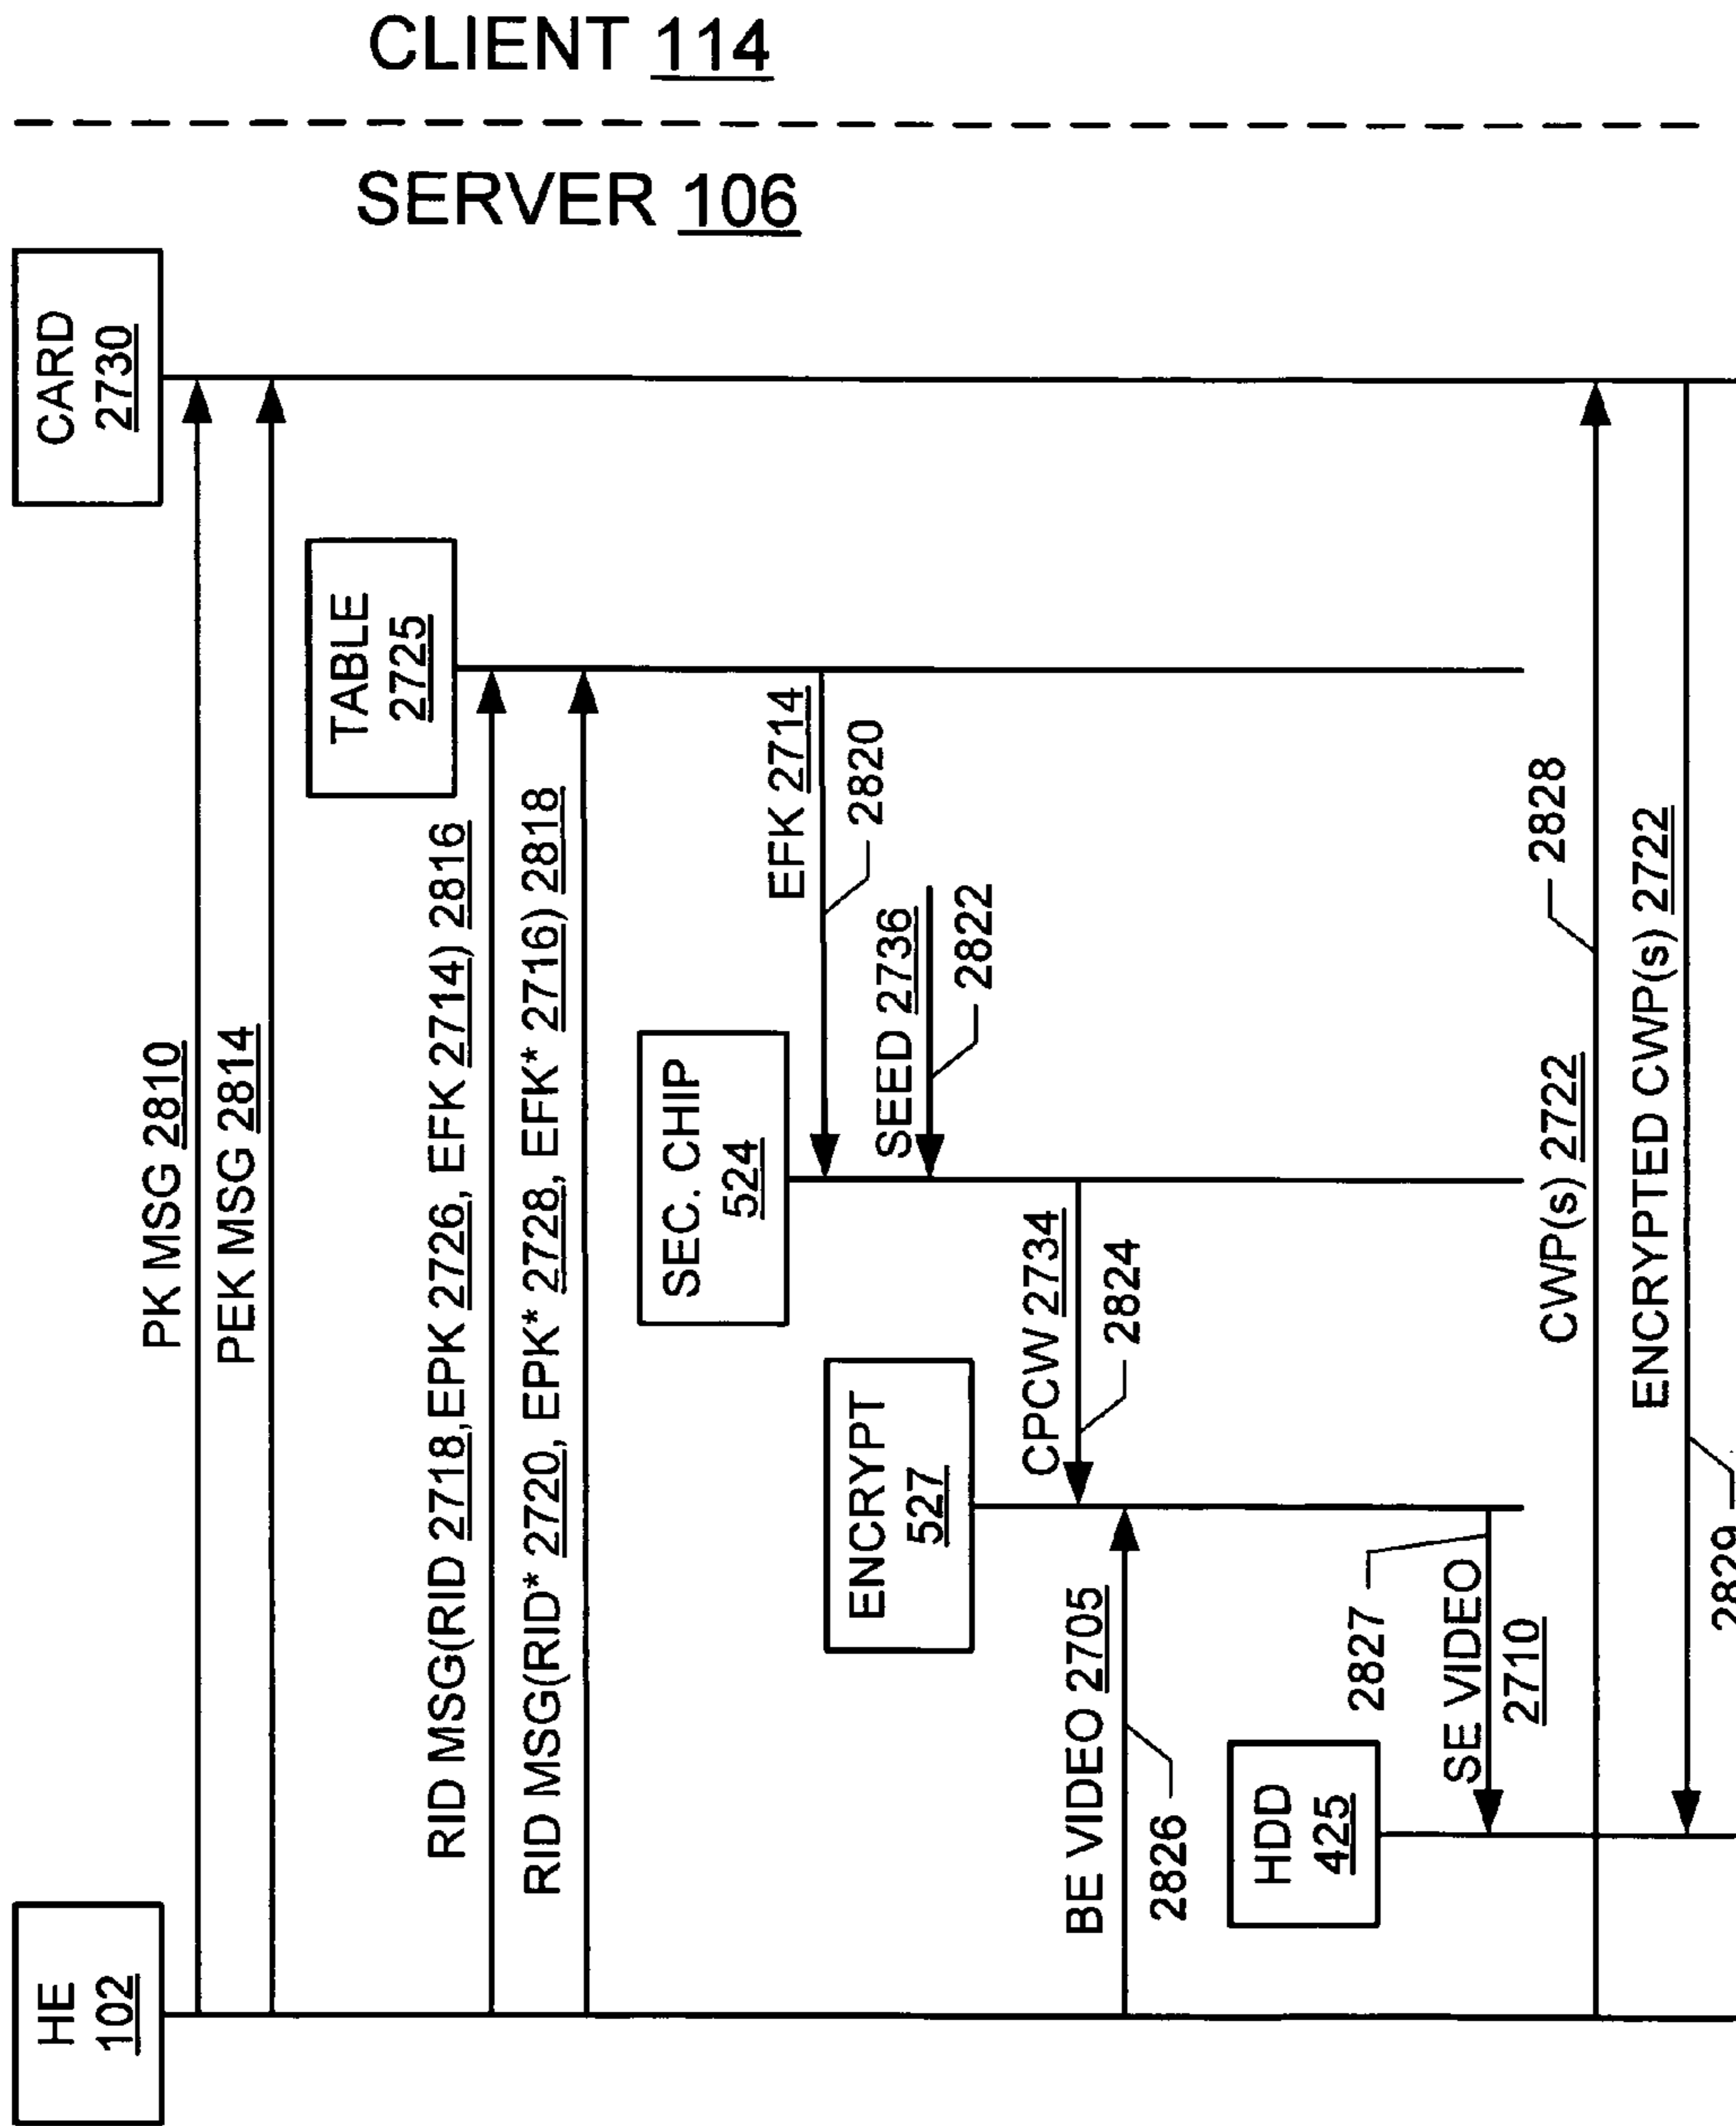 CLIENT 114
SERVER 106
HE
102
CARD
2730
PK MSG 2810
PEK MSG 2814
TABLE
2725
RID MSG(RID 2718,EPK 2726, EFK 2714) 2816
RID MSG(RID* 2720, EPK* 2728, EFK* 2716) 2818
SEC. CHIP
524
EFK 2714
2820
SEED 2736
2822
ENCRYPT
527
CPCW 2734
2824
BE VIDEO 2705
2826
HDD
425
2827
SE VIDEO
2710
CWP(s) 2722
2828
ENCRYPTED CWP(s) 2722
2829